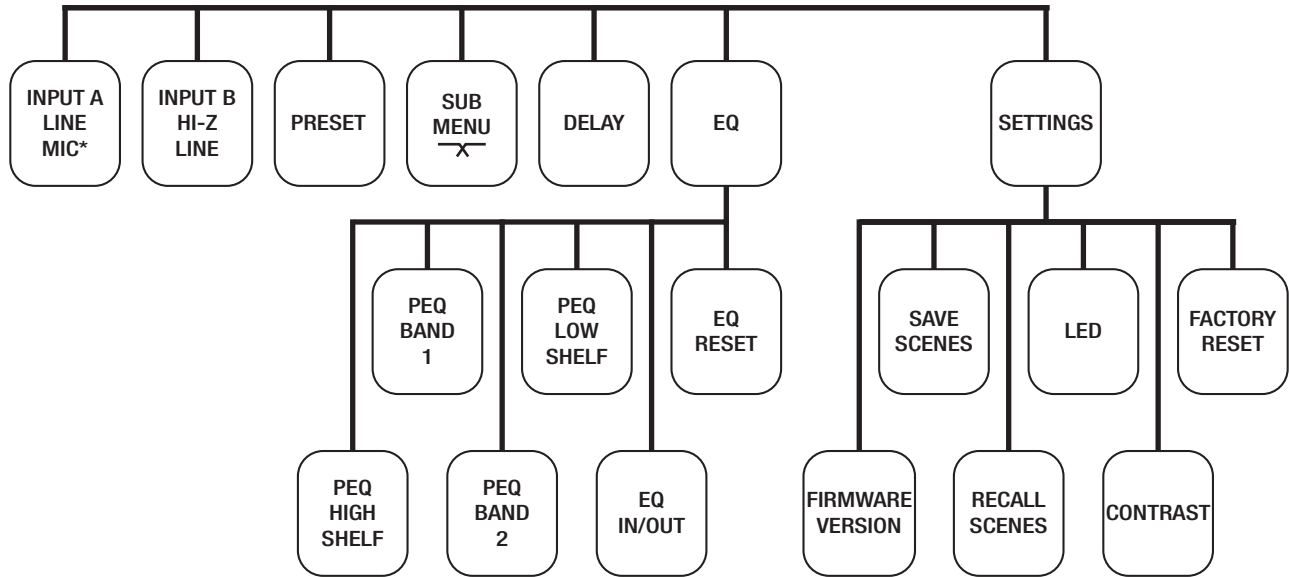 INPUT A
LINE
MIC*
INPUT B
HI-Z
LINE
PRESET
SUB
MENU
DELAY
EQ
SETTINGS
PEQ
BAND
1
PEQ
LOW
SHELF
EQ
RESET
SAVE
SCENES
LED
FACTORY
RESET
PEQ
HIGH
SHELF
PEQ
BAND
2
EQ
IN/OUT
FIRMWARE
VERSION
RECALL
SCENES
CONTRAST